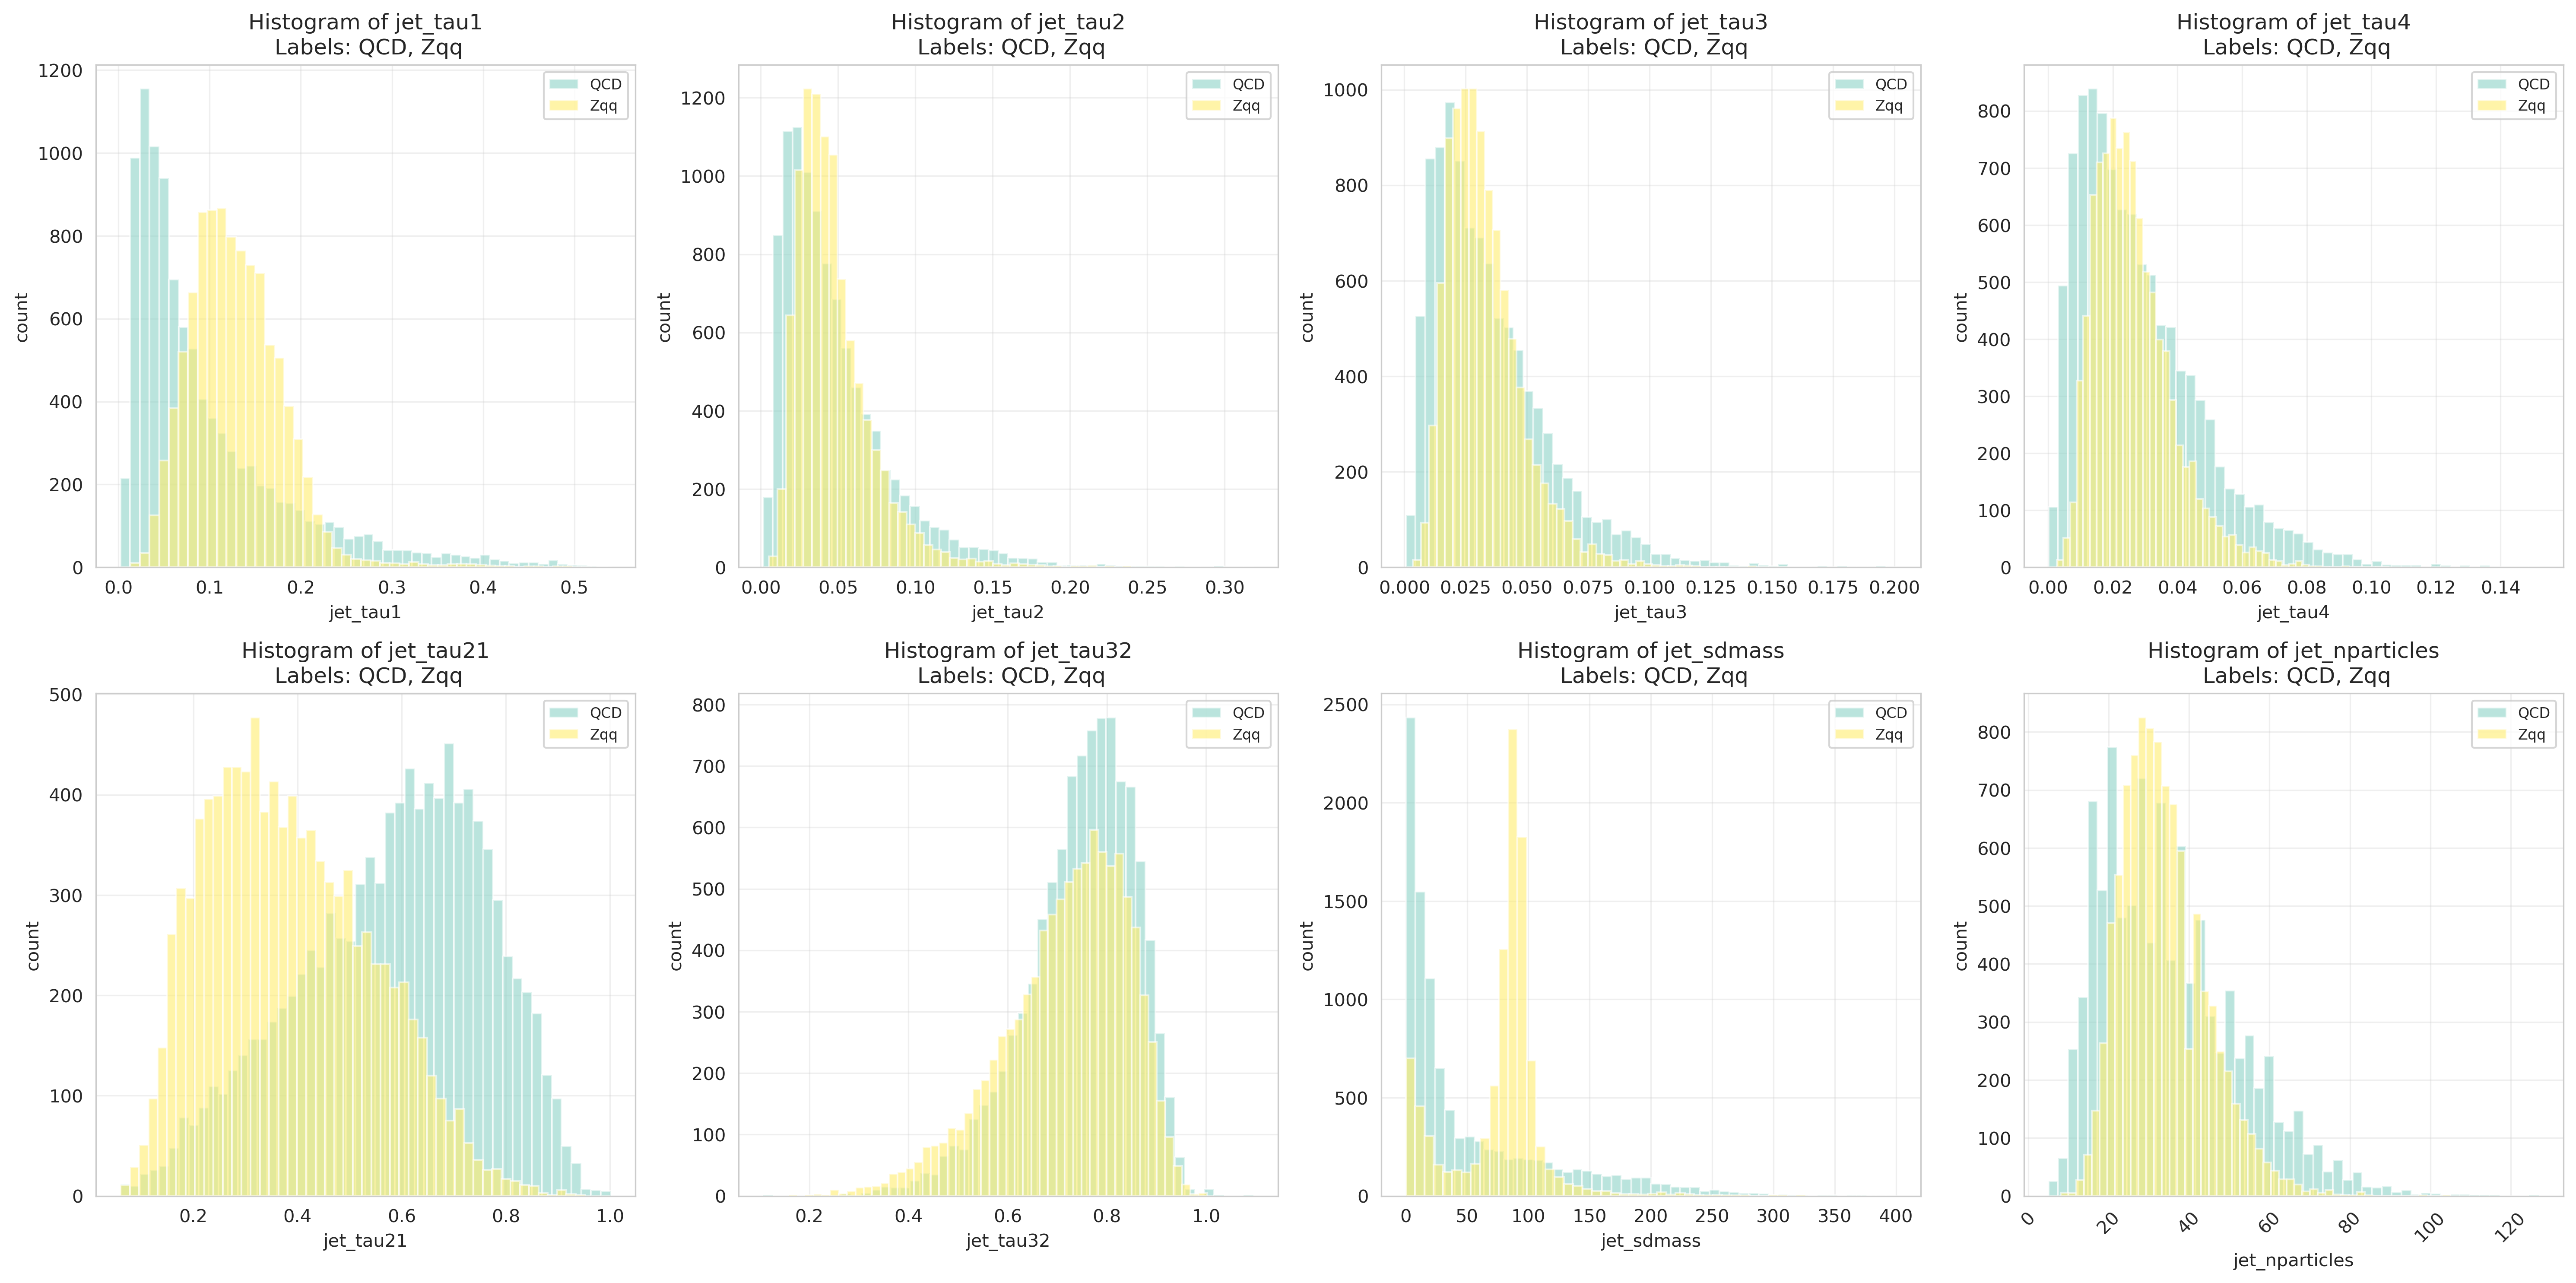 Histogram of jet_tau1
Labels: QCD, Zqq
QCD
Zqq
count
1200
1000
800
600
400
200
0
0.0 0.1 0.2 0.3 0.4 0.5
jet_tau1
Histogram of jet_tau2
Labels: QCD, Zqq
QCD
Zqq
count
1200
1000
800
600
400
200
0
0.00 0.05 0.10 0.15 0.20 0.25 0.30
jet_tau2
Histogram of jet_tau3
Labels: QCD, Zqq
QCD
Zqq
count
1000
800
600
400
200
0
0.000 0.025 0.050 0.075 0.100 0.125 0.150 0.175 0.200
jet_tau3
Histogram of jet_tau4
Labels: QCD, Zqq
QCD
Zqq
count
800
700
600
500
400
300
200
100
0
0.00 0.02 0.04 0.06 0.08 0.10 0.12 0.14
jet_tau4
Histogram of jet_tau21
Labels: QCD, Zqq
QCD
Zqq
count
500
400
300
200
100
0
0.2 0.4 0.6 0.8 1.0
jet_tau21
Histogram of jet_tau32
Labels: QCD, Zqq
QCD
Zqq
count
800
700
600
500
400
300
200
100
0
0.2 0.4 0.6 0.8 1.0
jet_tau32
Histogram of jet_sdmass
Labels: QCD, Zqq
QCD
Zqq
count
2500
2000
1500
1000
500
0
0 50 100 150 200 250 300 350 400
jet_sdmass
Histogram of jet_nparticles
Labels: QCD, Zqq
QCD
Zqq
count
800
700
600
500
400
300
200
100
0
0 20 40 60 80 100 120
jet_nparticles